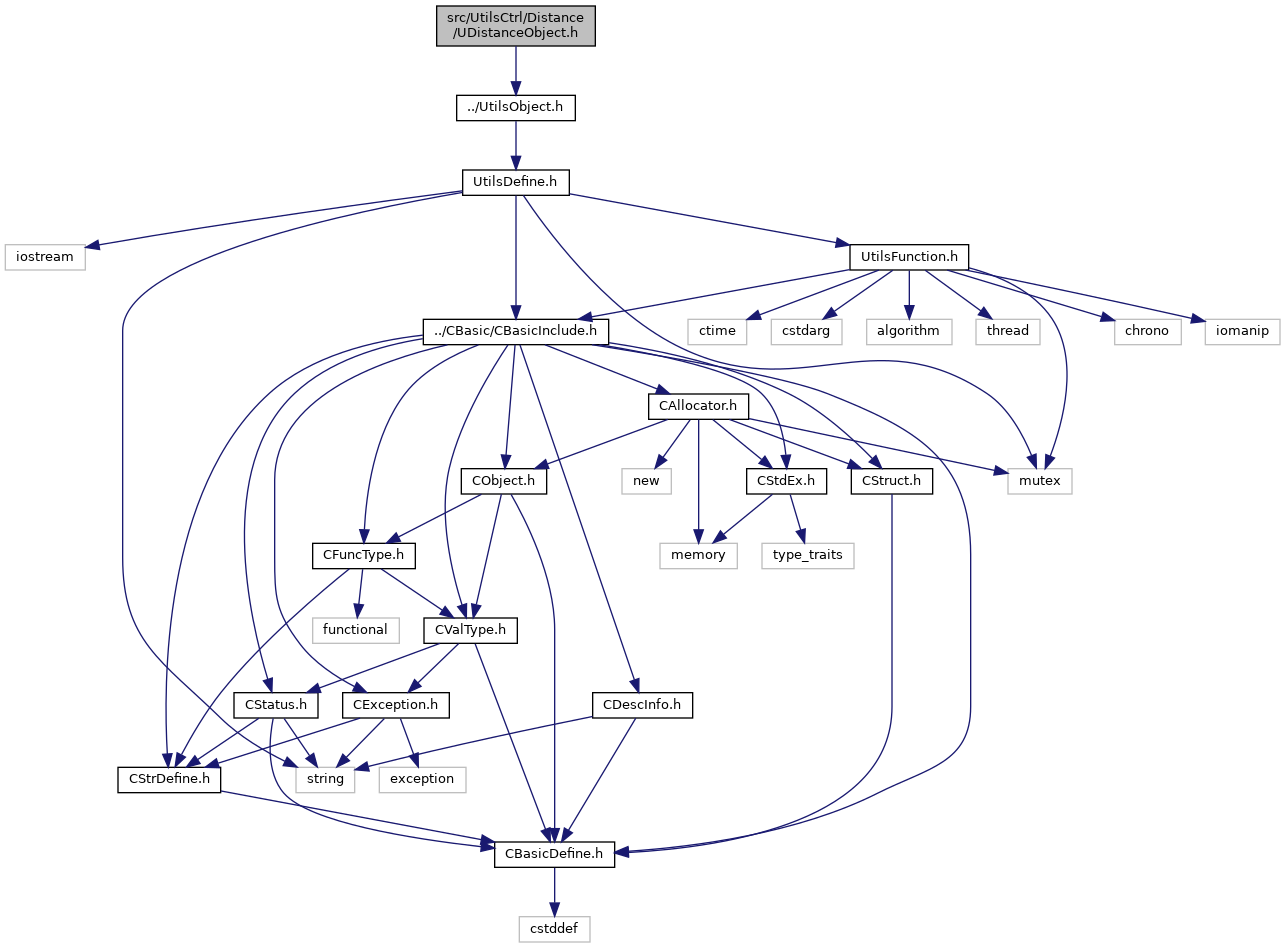 src/UtilsCtrl/Distance
/UDistanceObject.h
../UtilsObject.h
UtilsDefine.h
iostream
UtilsFunction.h
../CBasic/CBasicInclude.h
ctime
cstdarg
algorithm
thread
chrono
iomanip
CAllocator.h
CObject.h
new
CStdEx.h
CStruct.h
mutex
CFuncType.h
memory
type_traits
functional
CValType.h
CStatus.h
CException.h
CDescInfo.h
CStrDefine.h
string
exception
CBasicDefine.h
cstddef